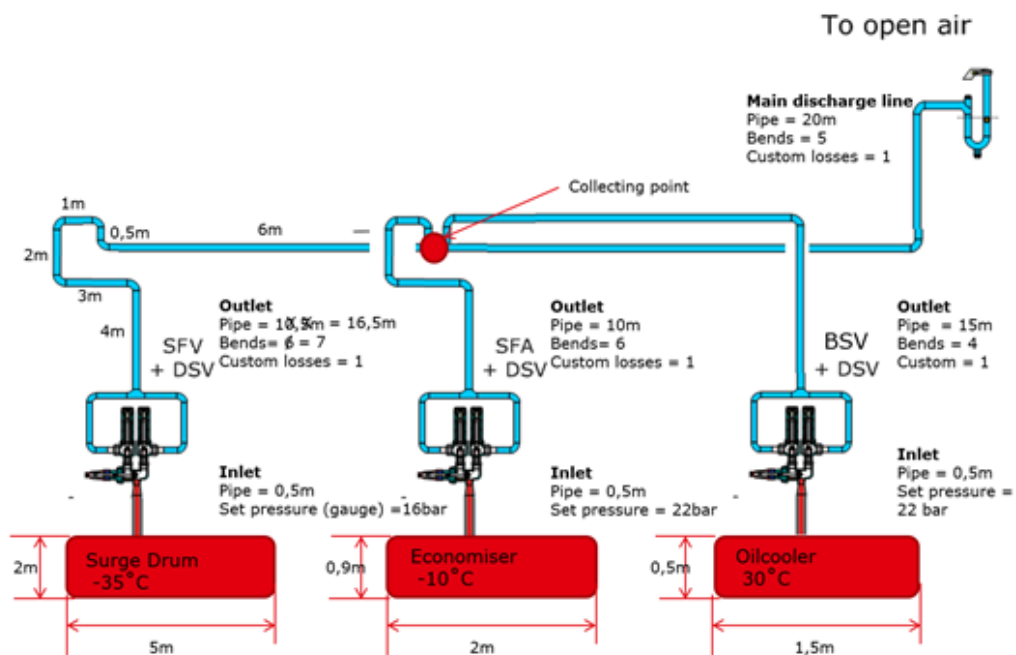 To open air
Main discharge line
Pipe = 20m
Bends = 5
Custom losses = 1
Collecting point
1m
0,5m
6m
2m
3m
4m
SFV
+ DSV
Outlet
= 16,5m
= 7
Custom losses = 1
SFA
+ DSV
Outlet
Pipe = 10m
Bends= 6
Custom losses = 1
BSV
+ DSV
Outlet
Pipe = 15m
Bends = 4
Custom = 1
Inlet
Pipe = 0,5m
Set pressure (gauge) =16bar
Inlet
Pipe = 0,5m
Set pressure = 22bar
Inlet
Pipe = 0,5m
Set pressure =
22 bar
2m
Surge Drum
-35°C
5m
0,9m
Economiser
-10°C
2m
0,5m
Oilcooler
30°C
1,5m